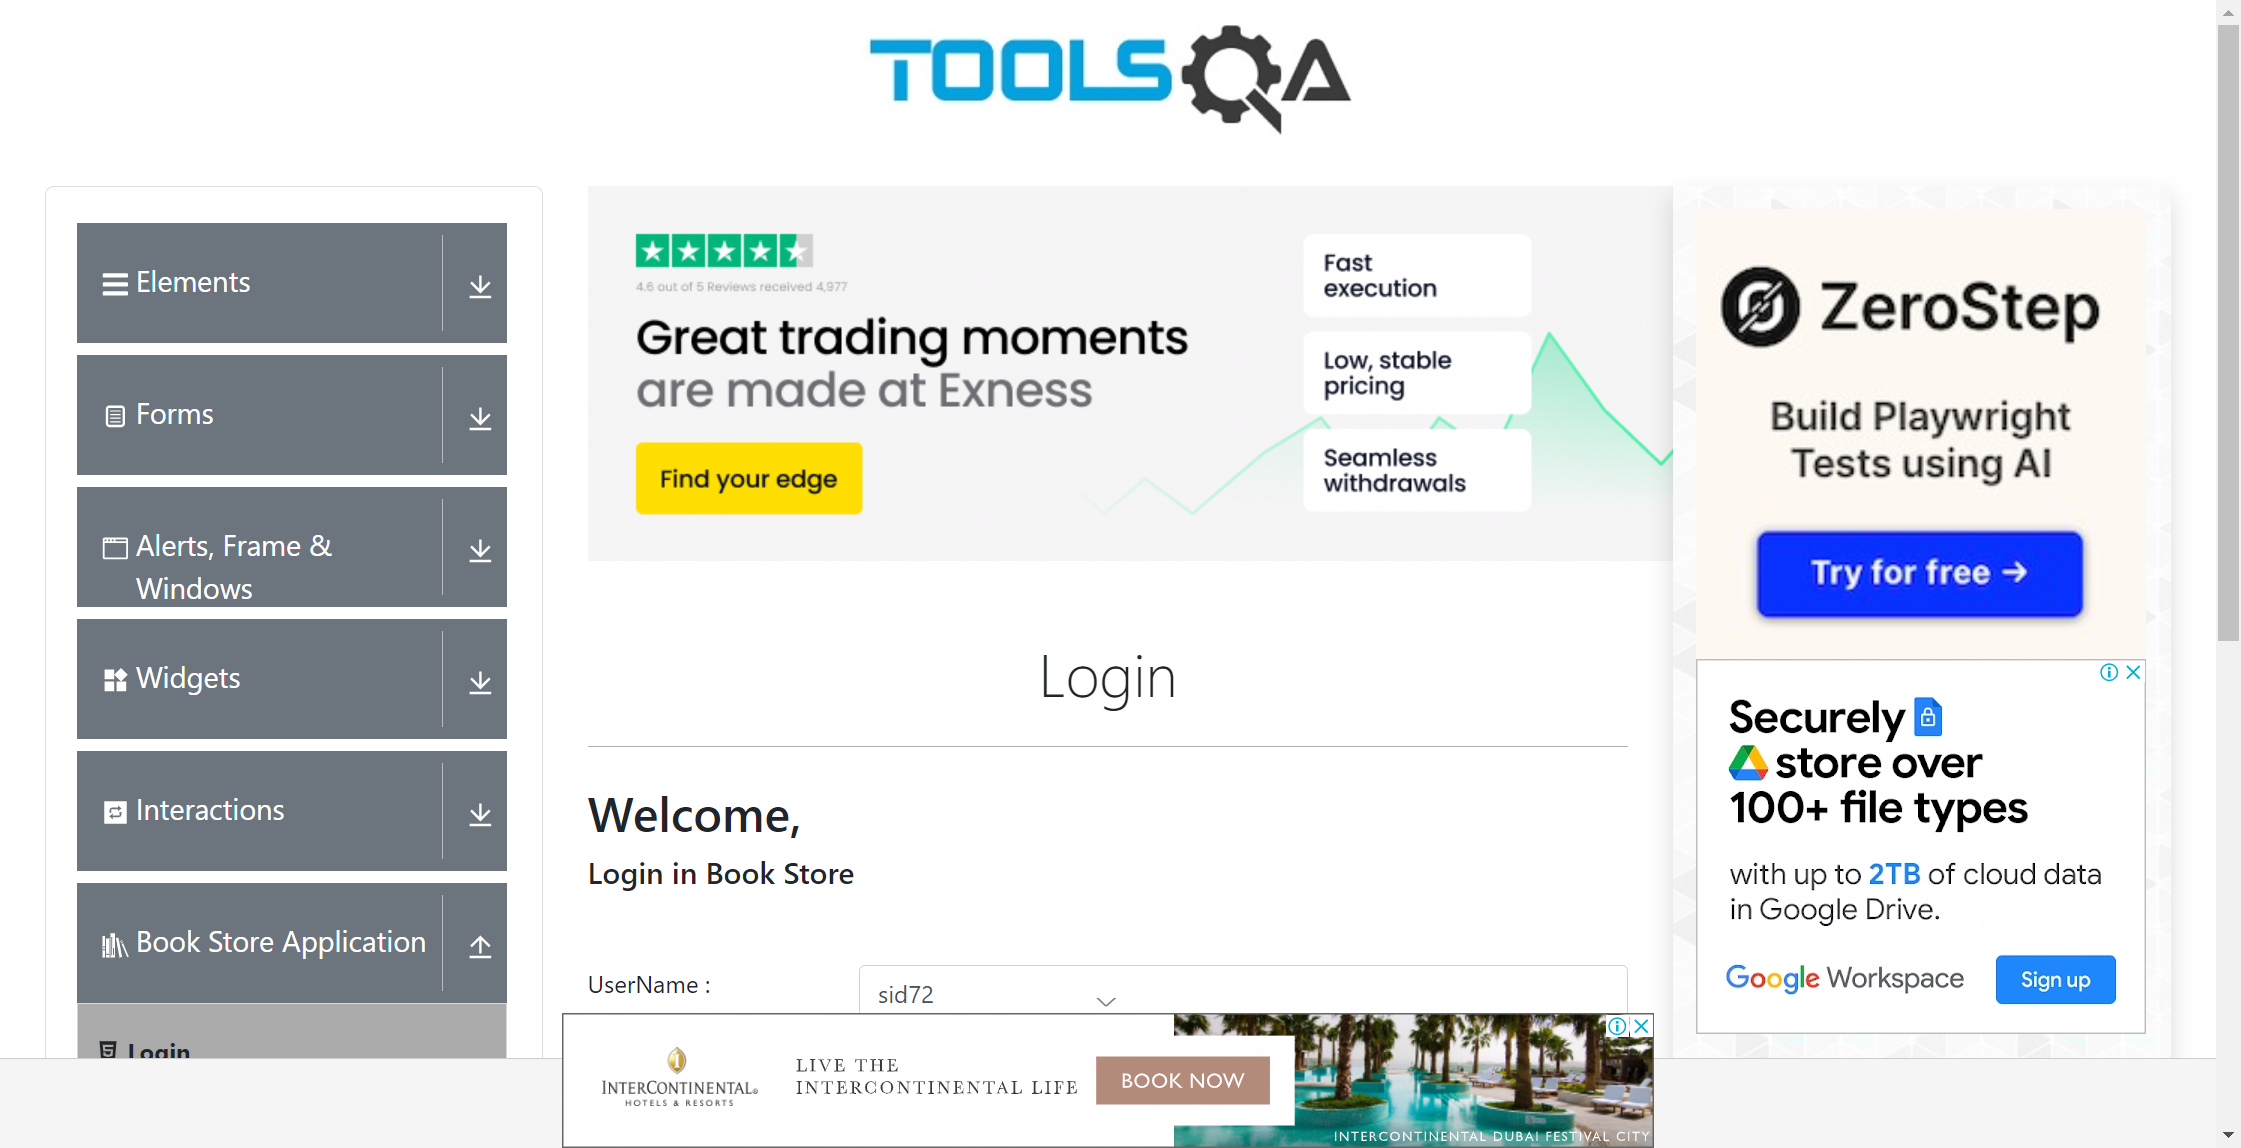 TOOLSQA
Elements
Forms
Alerts, Frame &
Windows
Widgets
Interactions
Book Store Application
Login
4.6 out of 5 Reviews received 4,977
Great trading moments
are made at Exness
Find your edge
Fast
execution
Low, stable
pricing
Seamless
withdrawals
Login
Welcome,
Login in Book Store
UserName :
sid72
ZeroStep
Build Playwright
Tests using AI
Try for free →
Securely
store over
100+ file types
with up to 2TB of cloud data
in Google Drive.
Google Workspace
Sign up
INTERCONTINENTAL®
HOTELS & RESORTS
LIVE THE
INTERCONTINENTAL LIFE
BOOK NOW
INTERCONTINENTAL DUBAI FESTIVAL CITY